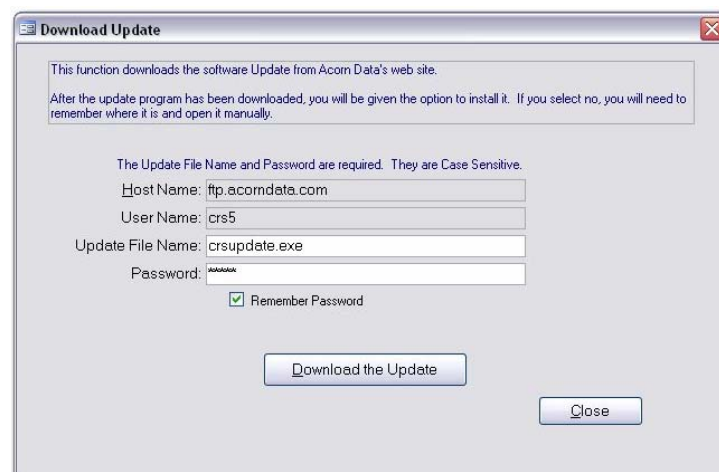 Download Update
This function downloads the software Update from Acorn Data's web site.
After the update program has been downloaded, you will be given the option to install it. If you select no, you will need to
remember where it is and open it manually.
The Update File Name and Password are required. They are Case Sensitive.
Host Name: ftp.acorndata.com
User Name: crs5
Update File Name: crsupdate.exe
Password: *****
Remember Password
Download the Update
Close